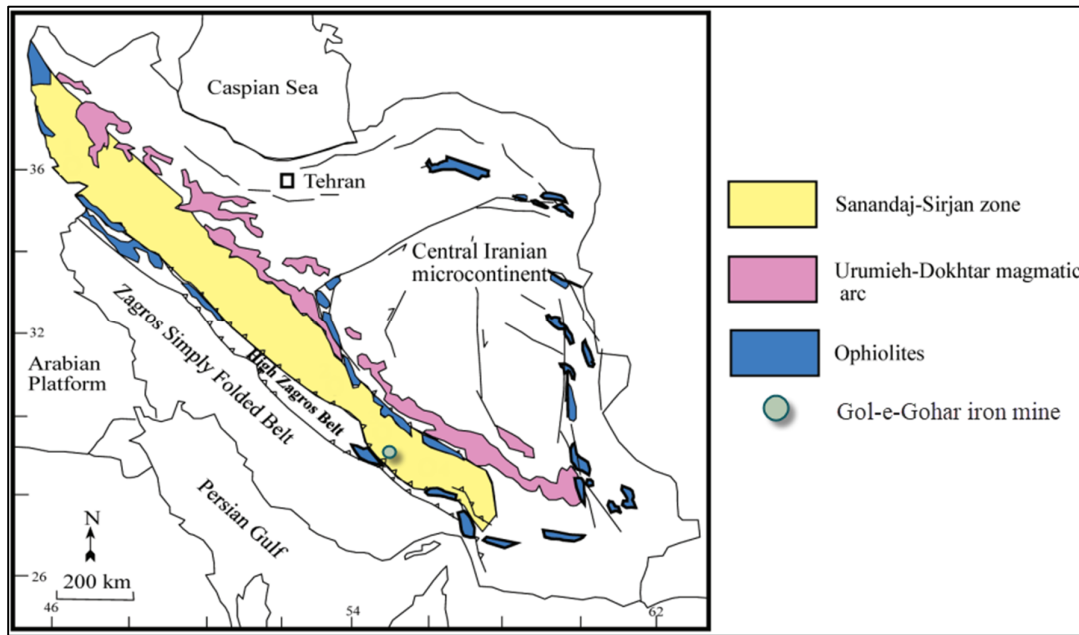 Caspian Sea
36
Tehran
Central Iranian
microcontinent
Zagros Simply Folded Belt
High Zagros Belt
32
Arabian
Platform
Persian Gulf
N
26
200 km
46
54
62
Sanandaj-Sirjan zone
Urumieh-Dokhtar magmatic
arc
Ophiolites
Gol-e-Gohar iron mine